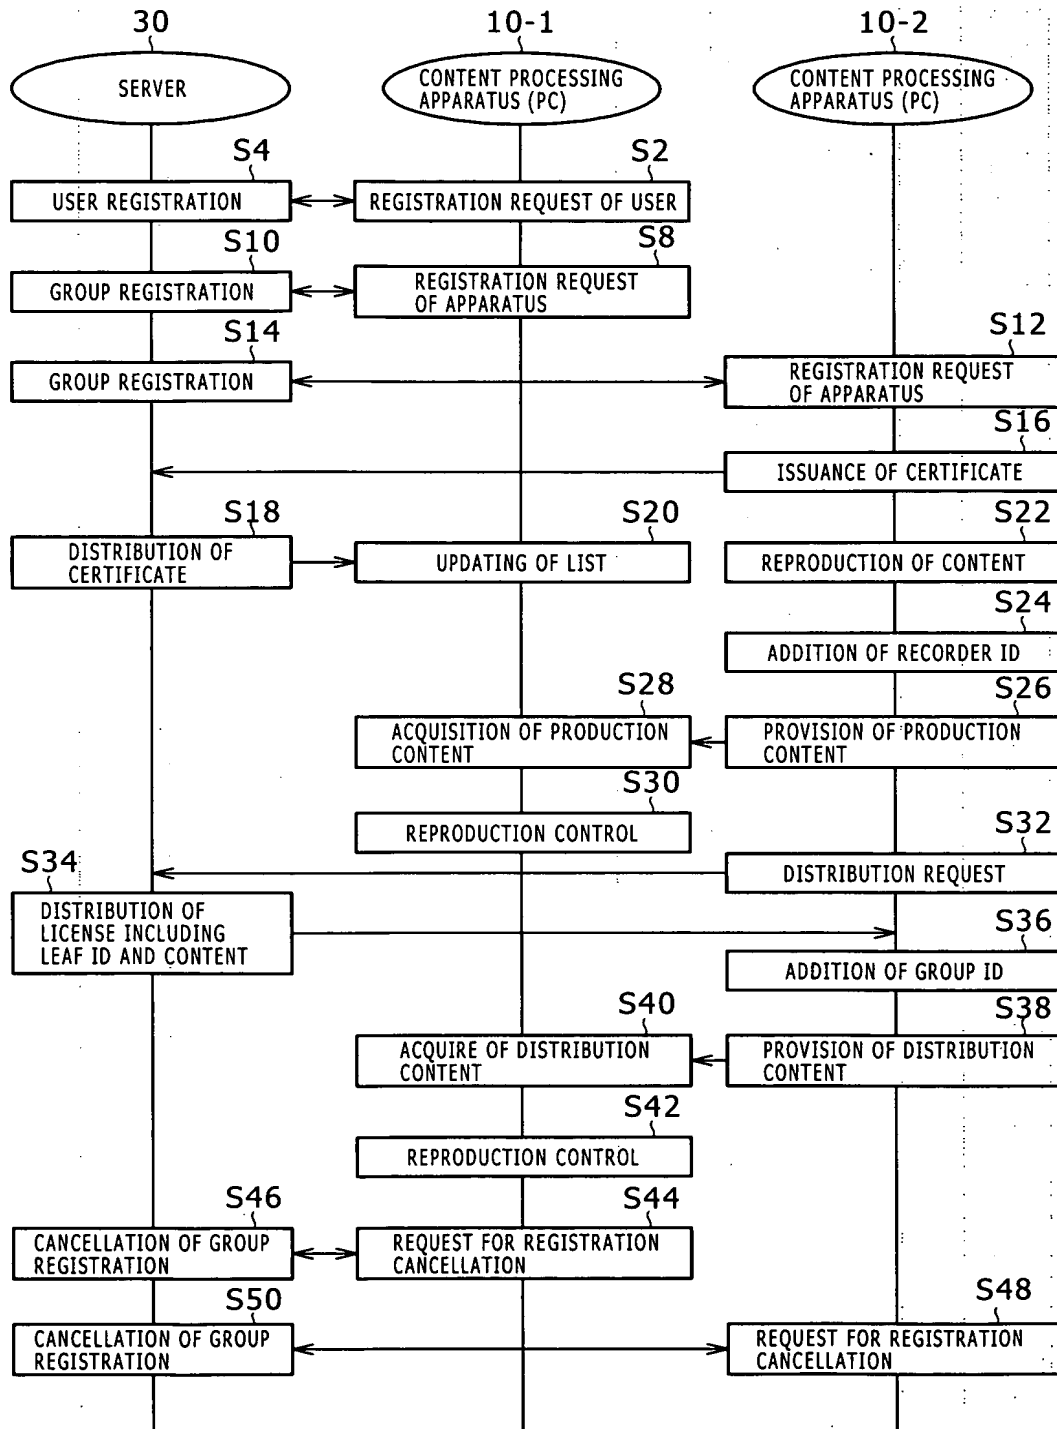 30
10-1
10-2
SERVER
CONTENT PROCESSING
APPARATUS (PC)
CONTENT PROCESSING
APPARATUS (PC)
S4
S2
USER REGISTRATION
REGISTRATION REQUEST OF USER
S10
S8
GROUP REGISTRATION
REGISTRATION REQUEST
OF APPARATUS
S14
S12
GROUP REGISTRATION
REGISTRATION REQUEST
OF APPARATUS
S16
ISSUANCE OF CERTIFICATE
S18
S20
S22
DISTRIBUTION OF
CERTIFICATE
UPDATING OF LIST
REPRODUCTION OF CONTENT
S24
ADDITION OF RECORDER ID
S28
S26
ACQUISITION OF PRODUCTION
CONTENT
PROVISION OF PRODUCTION
CONTENT
S30
REPRODUCTION CONTROL
S32
DISTRIBUTION REQUEST
S34
DISTRIBUTION OF
LICENSE INCLUDING
LEAF ID AND CONTENT
S36
ADDITION OF GROUP ID
S40
S38
ACQUIRE OF DISTRIBUTION
CONTENT
PROVISION OF DISTRIBUTION
CONTENT
S42
REPRODUCTION CONTROL
S46
S44
CANCELLATION OF GROUP
REGISTRATION
REQUEST FOR REGISTRATION
CANCELLATION
S50
S48
CANCELLATION OF GROUP
REGISTRATION
REQUEST FOR REGISTRATION
CANCELLATION